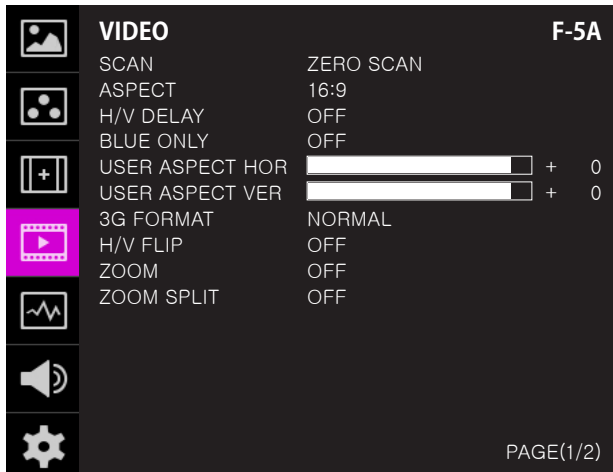 VIDEO F-5A
SCAN ZERO SCAN
ASPECT 16:9
H/V DELAY OFF
BLUE ONLY OFF
USER ASPECT HOR + 0
USER ASPECT VER + 0
3G FORMAT NORMAL
H/V FLIP OFF
ZOOM OFF
ZOOM SPLIT OFF
PAGE(1/2)